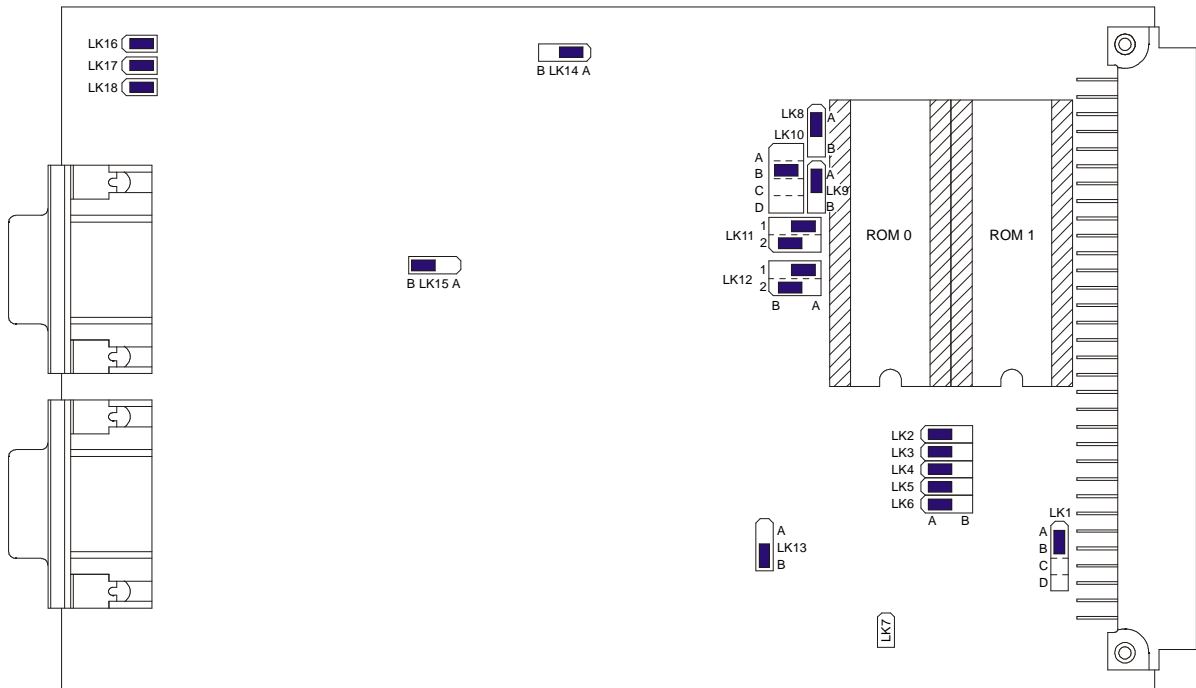 LK16
LK17
LK18
B LK14 A
LK8 A
LK10
B
A
B
C
D
A
LK9
B
LK11 1
2
LK12 1
2
B A
ROM 0
ROM 1
B LK15 A
LK2
LK3
LK4
LK5
LK6
A B
LK1
A
B
C
D
A
LK13
B
LK7